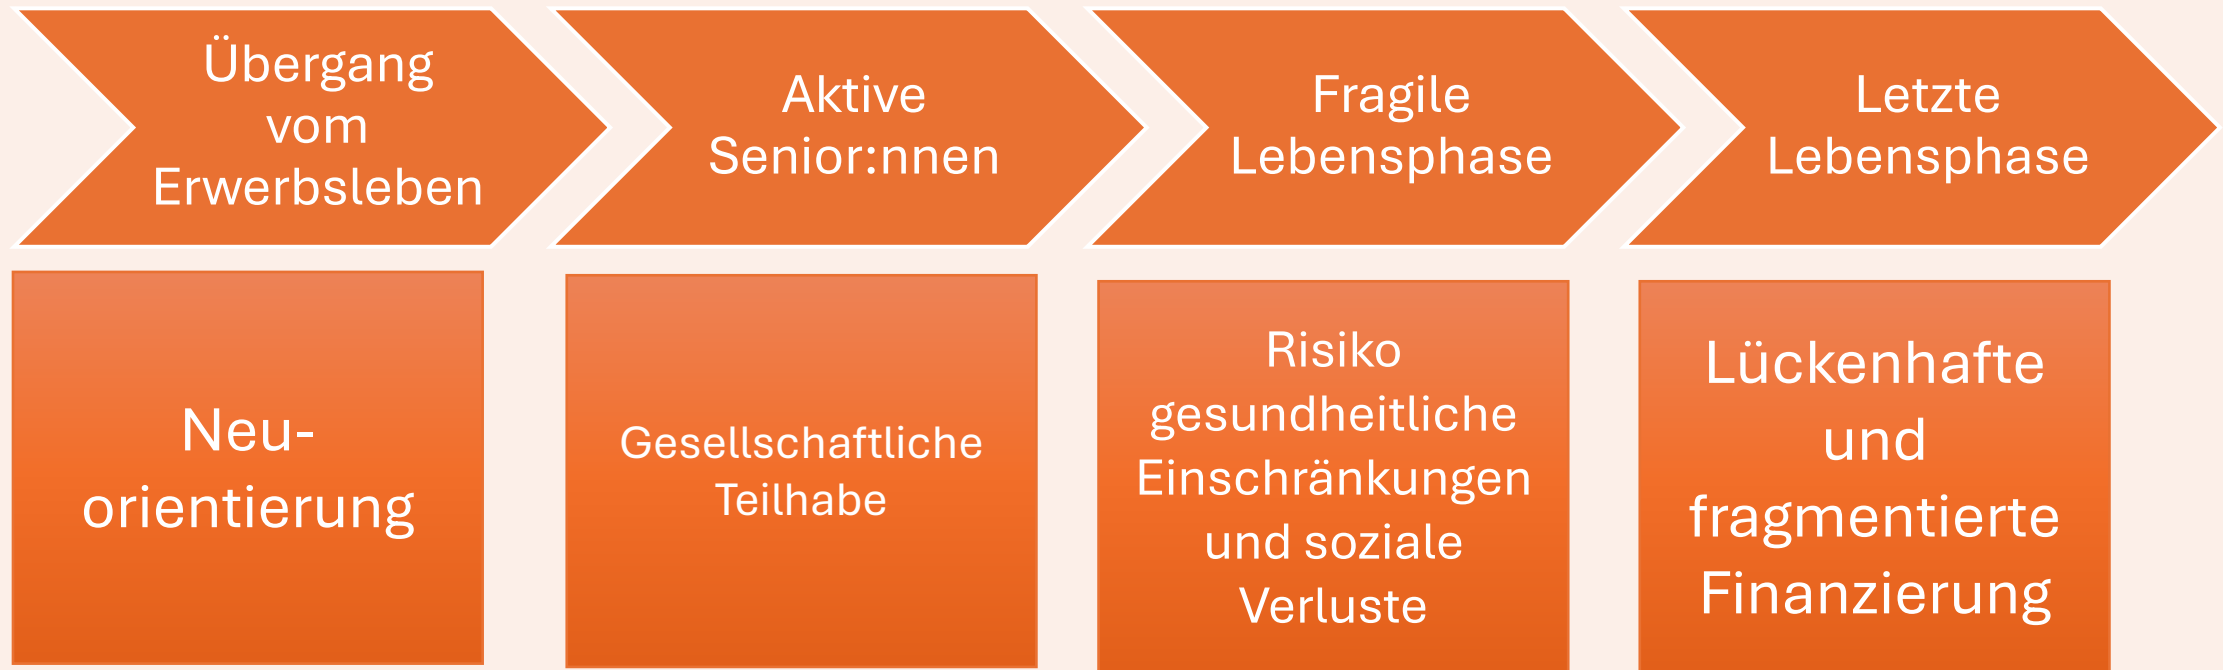 Übergang
vom
Erwerbsleben
Aktive
Senior:nnen
Fragile
Lebensphase
Letzte
Lebensphase
Neu-
orientierung
Gesellschaftliche
Teilhabe
Risiko
gesundheitliche
Einschränkungen
und soziale
Verluste
Lückenhafte
und
fragmentierte
Finanzierung